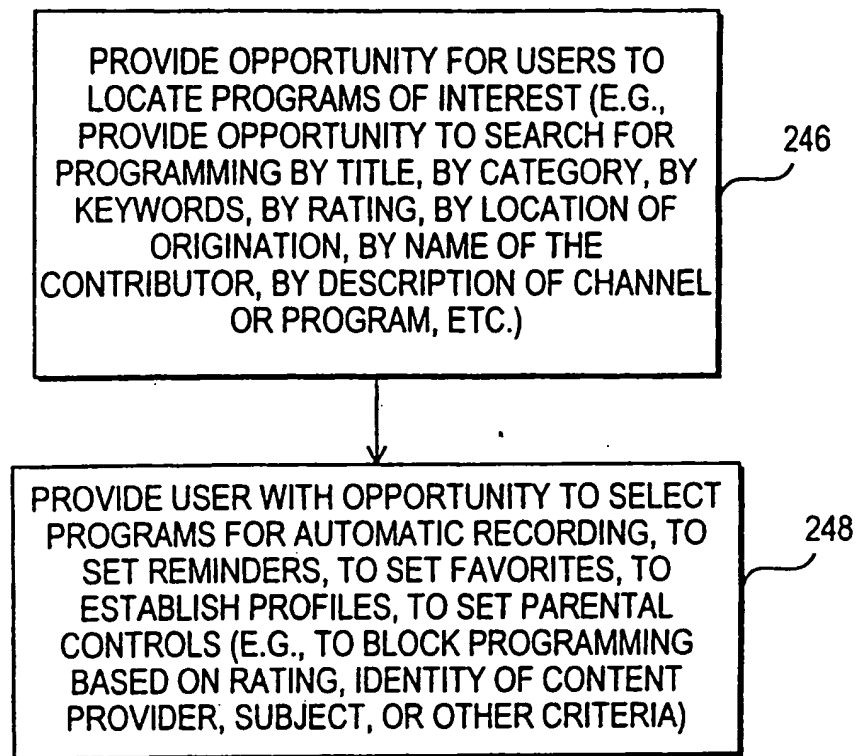 PROVIDE OPPORTUNITY FOR USERS TO
LOCATE PROGRAMS OF INTEREST (E.G.,
PROVIDE OPPORTUNITY TO SEARCH FOR
PROGRAMMING BY TITLE, BY CATEGORY, BY
KEYWORDS, BY RATING, BY LOCATION OF
ORIGINATION, BY NAME OF THE
CONTRIBUTOR, BY DESCRIPTION OF CHANNEL
OR PROGRAM, ETC.)
246
PROVIDE USER WITH OPPORTUNITY TO SELECT
PROGRAMS FOR AUTOMATIC RECORDING, TO
SET REMINDERS, TO SET FAVORITES, TO
ESTABLISH PROFILES, TO SET PARENTAL
CONTROLS (E.G., TO BLOCK PROGRAMMING
BASED ON RATING, IDENTITY OF CONTENT
PROVIDER, SUBJECT, OR OTHER CRITERIA)
248